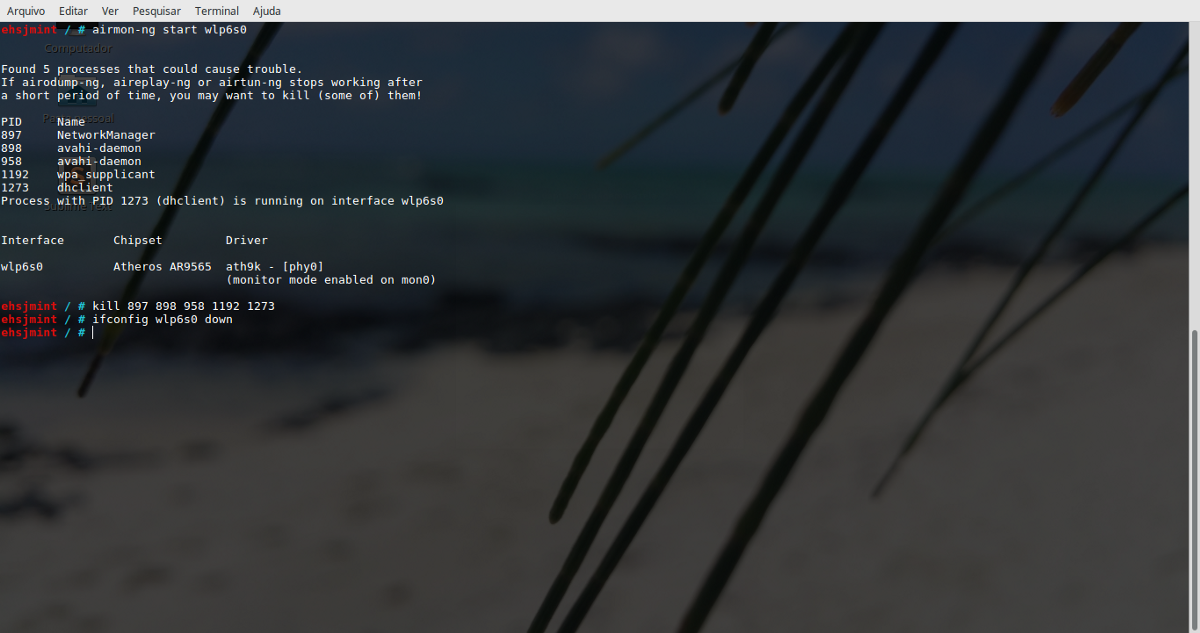 Arquivo Editar Ver Pesquisar Terminal Ajuda
ehsjmint / # airmon-ng start wlp6s0
Computador
Found 5 processes that could cause trouble.
If airodump-ng, aireplay-ng or airtun-ng stops working after
a short period of time, you may want to kill (some of) them!
PID Name
897 NetworkManager
898 avahi-daemon
958 avahi-daemon
1192 wpa_supplicant
1273 dhclient
Process with PID 1273 (dhclient) is running on interface wlp6s0
Interface Chipset Driver
wlp6s0 Atheros AR9565 ath9k - [phy0]
(monitor mode enabled on mon0)
ehsjmint / # kill 897 898 958 1192 1273
ehsjmint / # ifconfig wlp6s0 down
ehsjmint / #